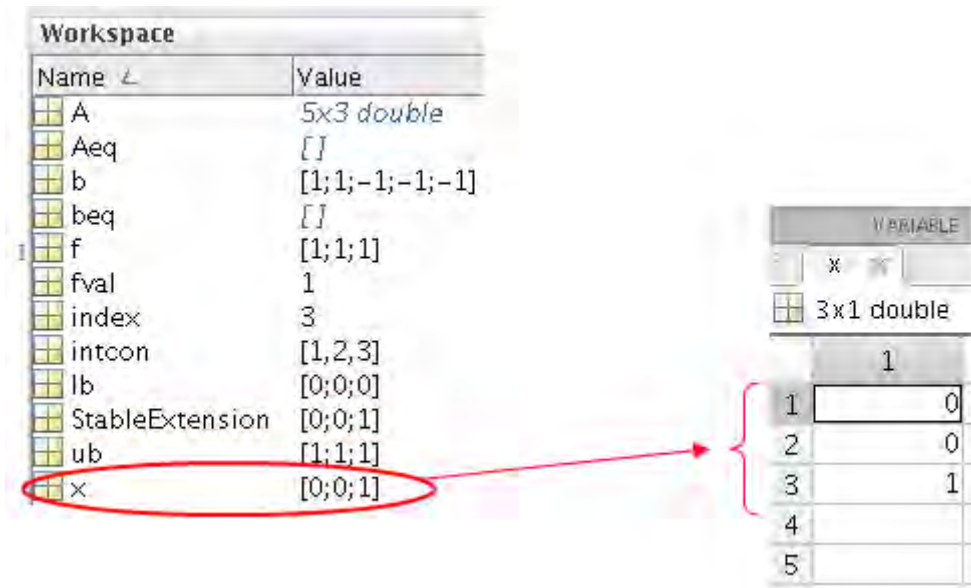 Workspace
Name Value
A 5x3 double
Aeq []
b [1;1;-1;-1;-1]
beq []
f [1;1;1]
fval 1
index 3
intcon [1,2,3]
lb [0;0;0]
StableExtension [0;0;1]
ub [1;1;1]
x [0;0;1]
VARIABLE
x
3x1 double
1
1 0
2 0
3 1
4
5